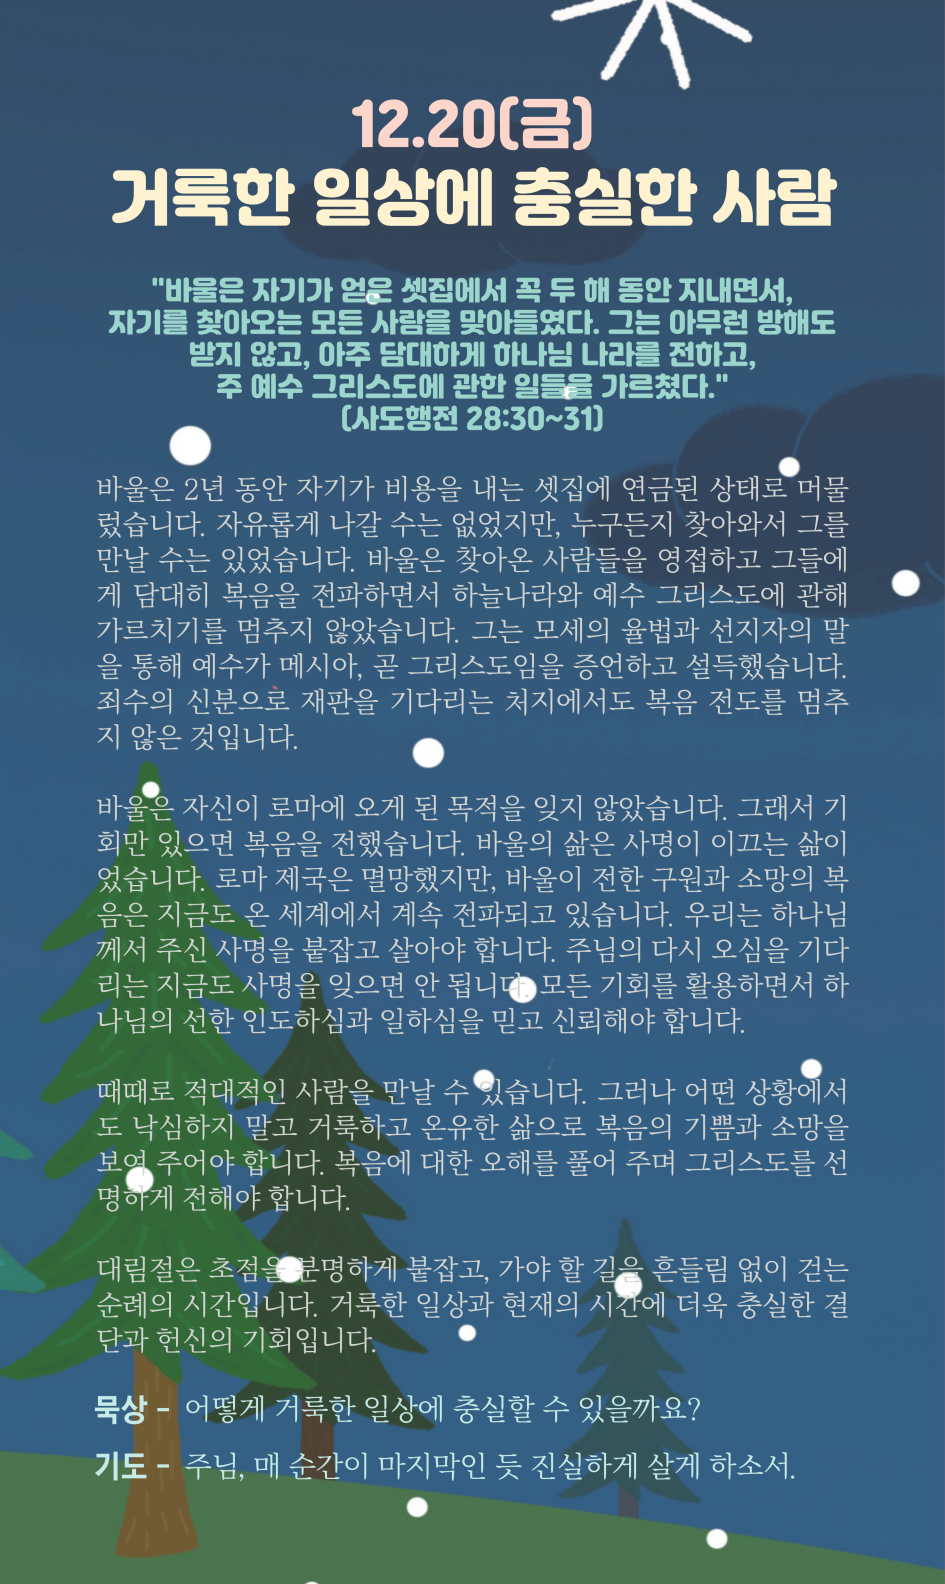 12.20(금)
거룩한 일상에 충실한 사람
"바울은 자기가 얻은 셋집에서 꼭 두 해 동안 지내면서,
자기를 찾아오는 모든 사람을 맞아들였다. 그는 아무런 방해도
받지 않고, 아주 담대하게 하나님 나라를 전하고,
주 예수 그리스도에 관한 일들을 가르쳤다."
(사도행전 28:30~31)
바울은 2년 동안 자기가 비용을 내는 셋집에 연금된 상태로 머물
렀습니다. 자유롭게 나갈 수는 없었지만, 누구든지 찾아와서 그를
만날 수는 있었습니다. 바울은 찾아온 사람들을 영접하고 그들에
게 담대히 복음을 전파하면서 하늘나라와 예수 그리스도에 관해
가르치기를 멈추지 않았습니다. 그는 모세의 율법과 선지자의 말
을 통해 예수가 메시아, 곧 그리스도임을 증언하고 설득했습니다.
죄수의 신분으로 재판을 기다리는 처지에서도 복음 전도를 멈추
지 않은 것입니다.
바울은 자신이 로마에 오게 된 목적을 잊지 않았습니다. 그래서 기
회만 있으면 복음을 전했습니다. 바울의 삶은 사명이 이끄는 삶이
었습니다. 로마 제국은 멸망했지만, 바울이 전한 구원과 소망의 복
음은 지금도 온 세계에서 계속 전파되고 있습니다. 우리는 하나님
께서 주신 사명을 붙잡고 살아야 합니다. 주님의 다시 오심을 기다
리는 지금도 사명을 잊으면 안 됩니다. 모든 기회를 활용하면서 하
나님의 선한 인도하심과 일하심을 믿고 신뢰해야 합니다.
때때로 적대적인 사람을 만날 수 있습니다. 그러나 어떤 상황에서
도 낙심하지 말고 거룩하고 온유한 삶으로 복음의 기쁨과 소망을
보여 주어야 합니다. 복음에 대한 오해를 풀어 주며 그리스도를 선
명하게 전해야 합니다.
대림절은 초점을 분명하게 붙잡고, 가야 할 길을 흔들림 없이 걷는
순례의 시간입니다. 거룩한 일상과 현재의 시간에 더욱 충실한 결
단과 헌신의 기회입니다.
묵상 - 어떻게 거룩한 일상에 충실할 수 있을까요?
기도 - 주님, 매 순간이 마지막인 듯 진실하게 살게 하소서.